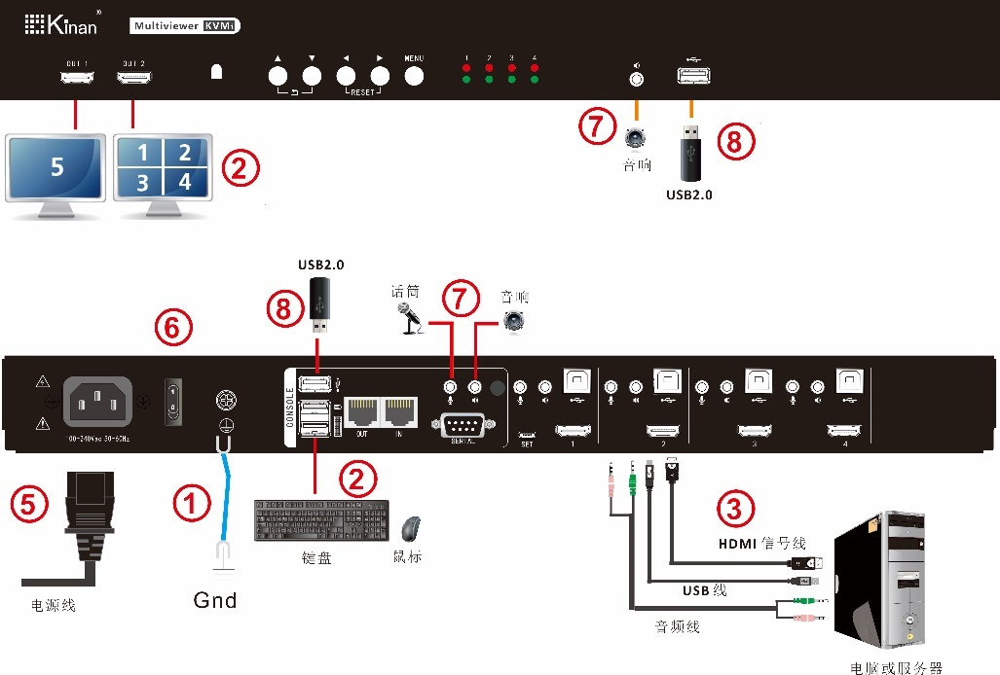 Kinan®
Multiviewer KVMi
OUT 1
OUT 2
MENU
RESET
1 2 3 4
5
1 2
3 4
②
⑦
音响
⑧
USB2.0
USB2.0
⑧
话筒
⑦
音响
⑥
CONSOLE
1
0
100-240Vac 50-60Hz
OUT
IN
SERIAL
SET
1
2
3
4
⑤
①
②
③
键盘
鼠标
电源线
Gnd
HDMI 信号线
USB 线
音频线
电脑或服务器